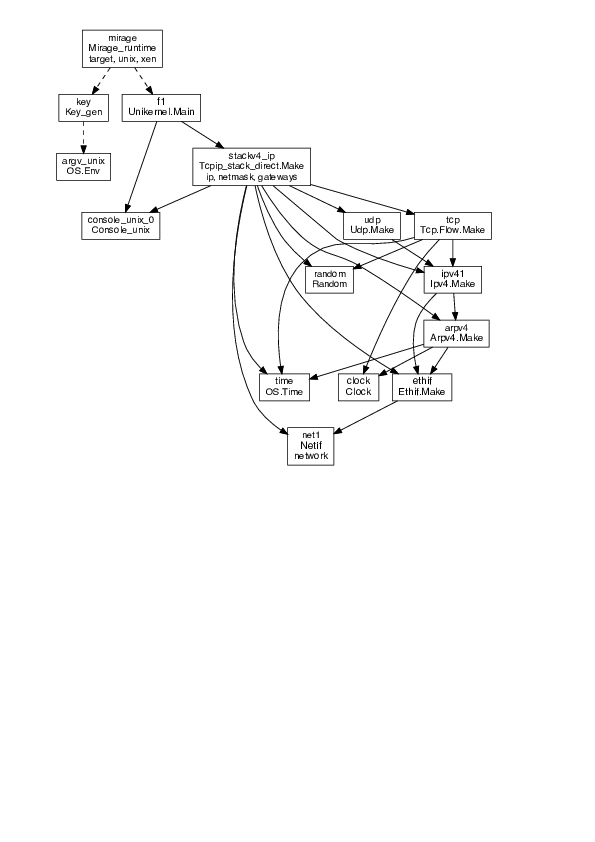 mirage
Mirage_runtime
target, unix, xen
key
Key_gen
f1
Unikernel.Main
argv_unix
OS.Env
stackv4_ip
Tcpip_stack_direct.Make
ip, netmask, gateways
console_unix_0
Console_unix
udp
Udp.Make
tcp
Tcp.Flow.Make
random
Random
ipv41
Ipv4.Make
arpv4
Arpv4.Make
time
OS.Time
clock
Clock
ethif
Ethif.Make
net1
Netif
network